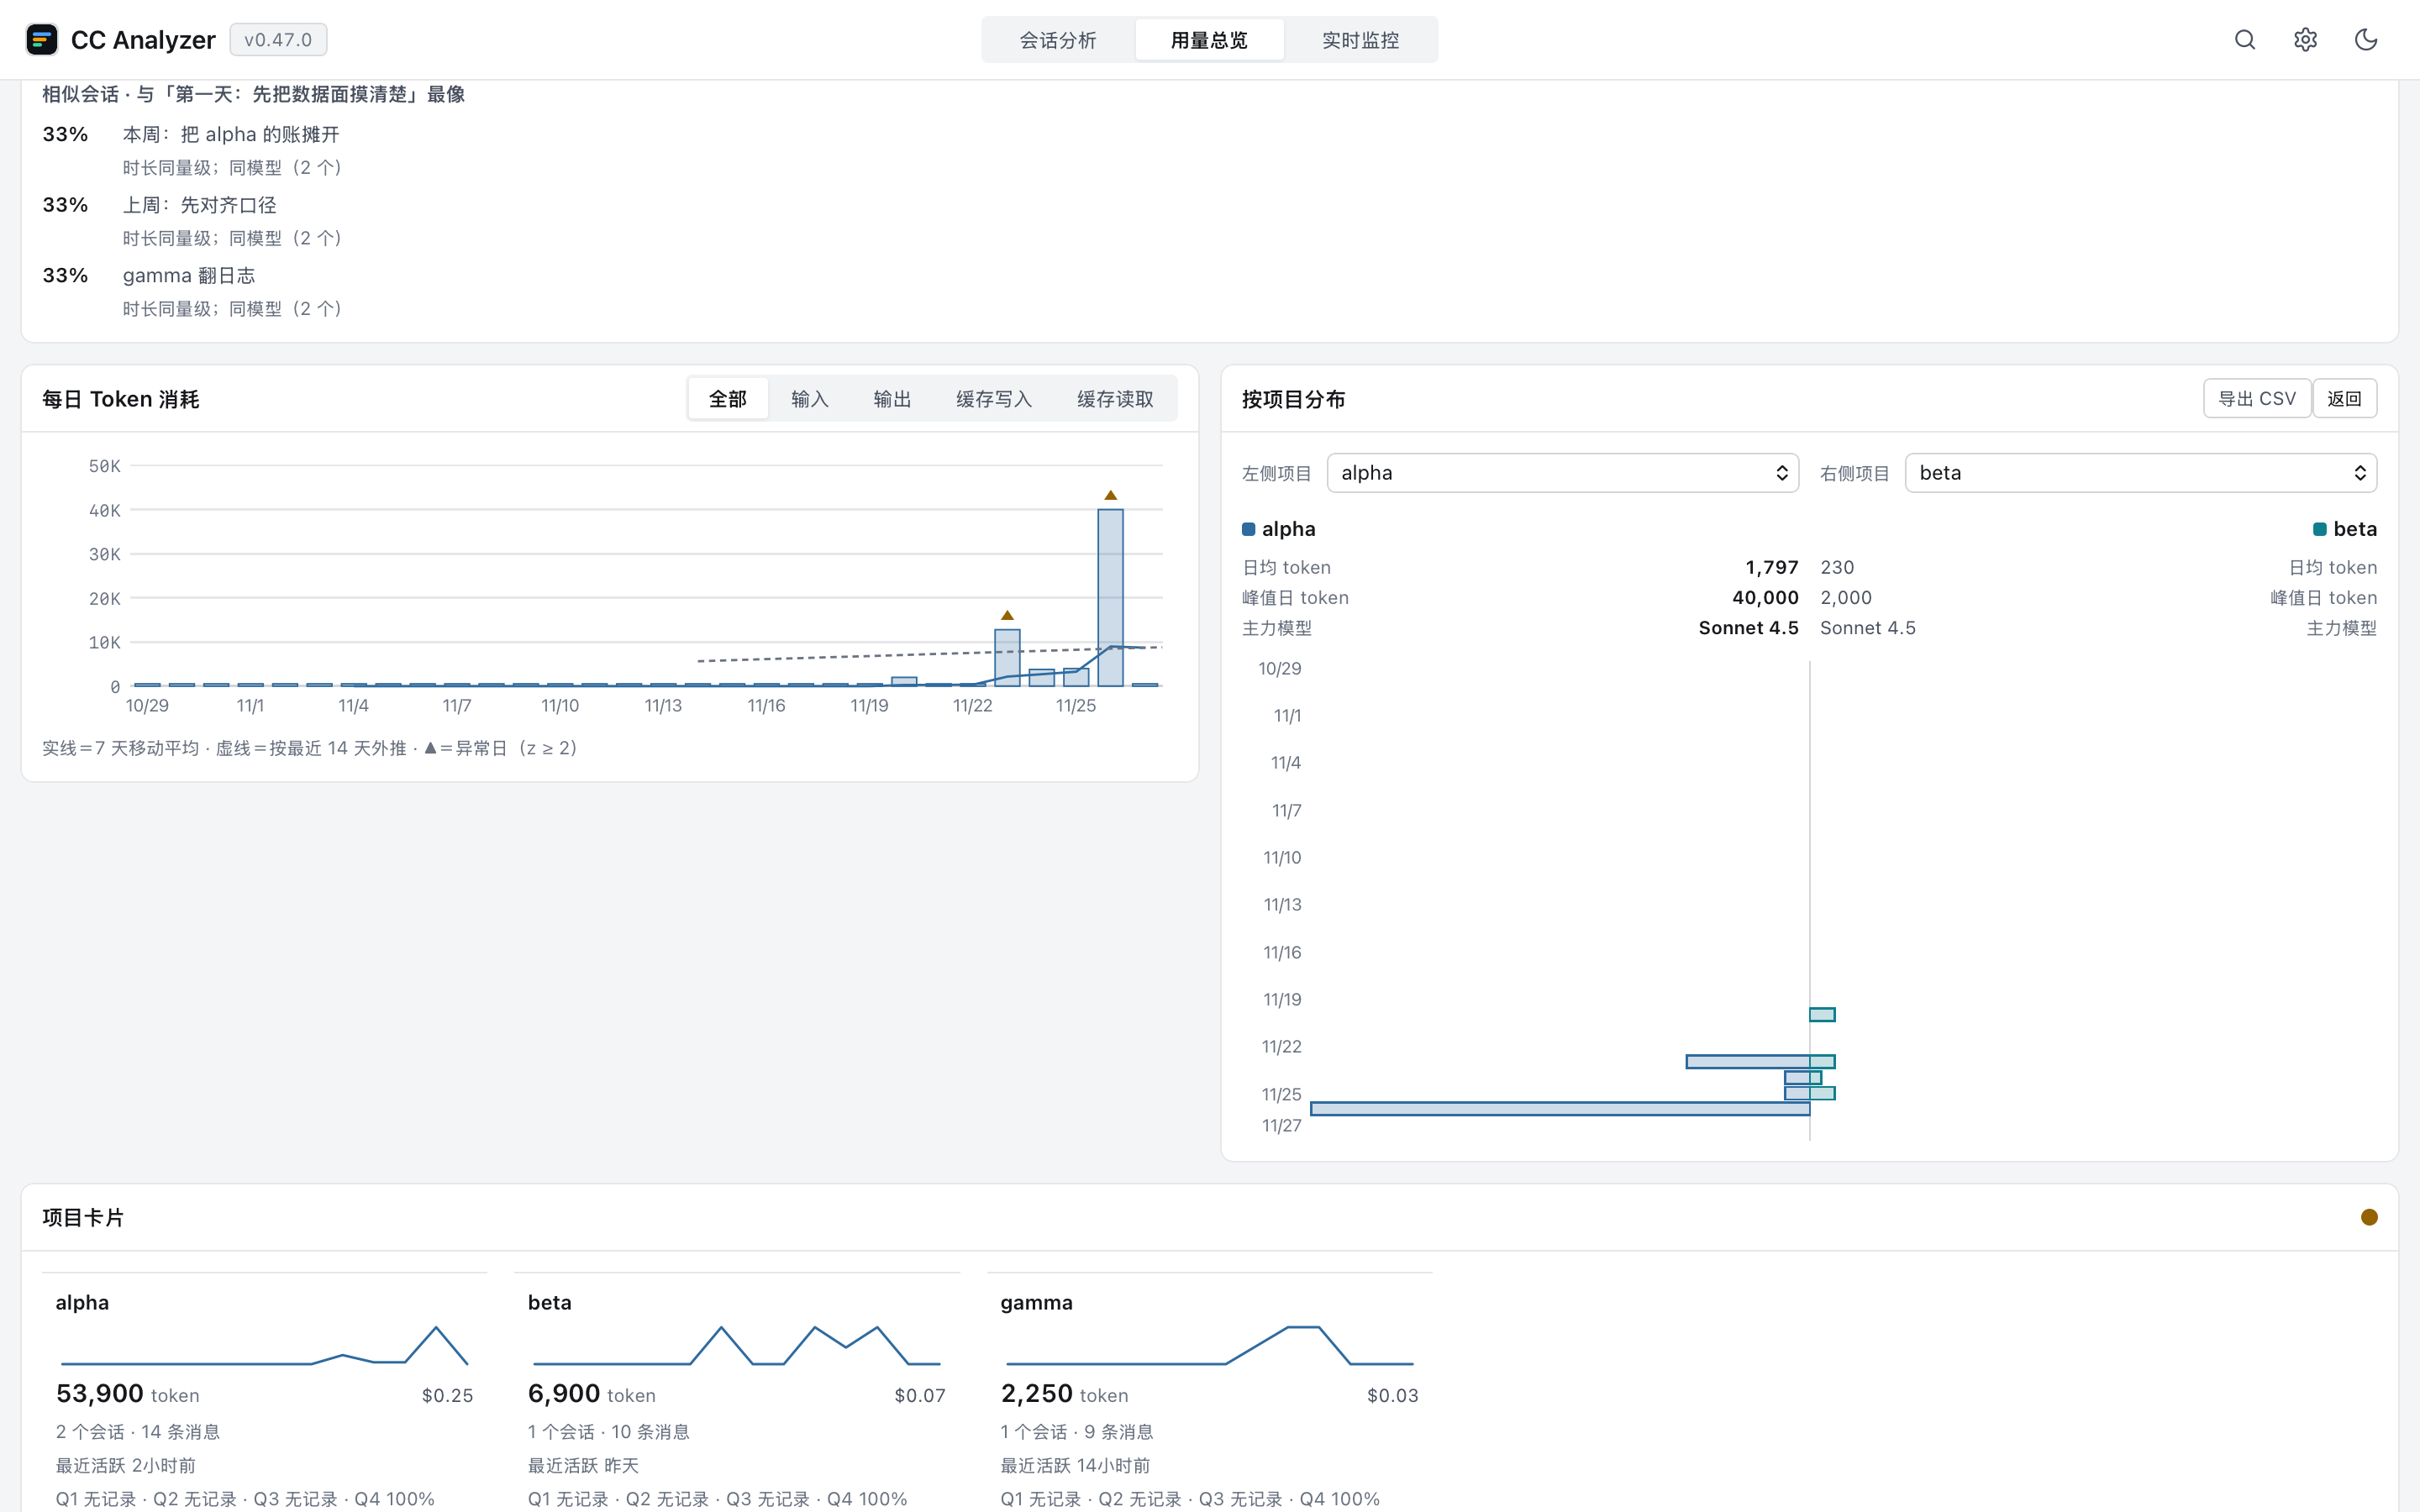 CC Analyzer v0.47.0
会话分析 用量总览 实时监控
相似会话 · 与「第一天：先把数据面摸清楚」最像
33% 本周：把 alpha 的账摊开
时长同量级；同模型（2 个）
33% 上周：先对齐口径
时长同量级；同模型（2 个）
33% gamma 翻日志
时长同量级；同模型（2 个）
每日 Token 消耗
全部 输入 输出 缓存写入 缓存读取
50K
40K
30K
20K
10K
0
10/29 11/1 11/4 11/7 11/10 11/13 11/16 11/19 11/22 11/25
实线＝7 天移动平均 · 虚线＝按最近 14 天外推 · ▲＝异常日（z ≥ 2）
按项目分布
导出 CSV 返回
左侧项目 alpha 右侧项目 beta
alpha beta
日均 token 1,797 230 日均 token
峰值日 token 40,000 2,000 峰值日 token
主力模型 Sonnet 4.5 Sonnet 4.5 主力模型
10/29
11/1
11/4
11/7
11/10
11/13
11/16
11/19
11/22
11/25
11/27
项目卡片
alpha
53,900 token $0.25
2 个会话 · 14 条消息
最近活跃 2小时前
Q1 无记录 · Q2 无记录 · Q3 无记录 · Q4 100%
beta
6,900 token $0.07
1 个会话 · 10 条消息
最近活跃 昨天
Q1 无记录 · Q2 无记录 · Q3 无记录 · Q4 100%
gamma
2,250 token $0.03
1 个会话 · 9 条消息
最近活跃 14小时前
Q1 无记录 · Q2 无记录 · Q3 无记录 · Q4 100%